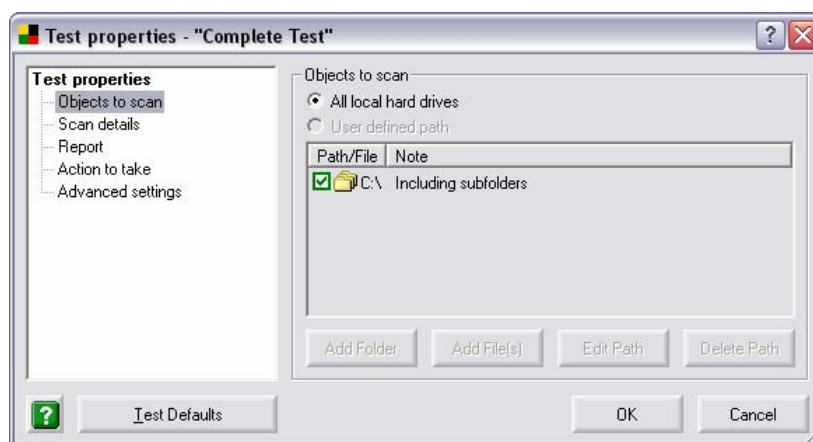 Test properties - "Complete Test"
?
Test properties
Objects to scan
Scan details
Report
Action to take
Advanced settings
Objects to scan
All local hard drives
User defined path
Path/File Note
C:\ Including subfolders
Add Folder Add File(s) Edit Path Delete Path
? Test Defaults OK Cancel